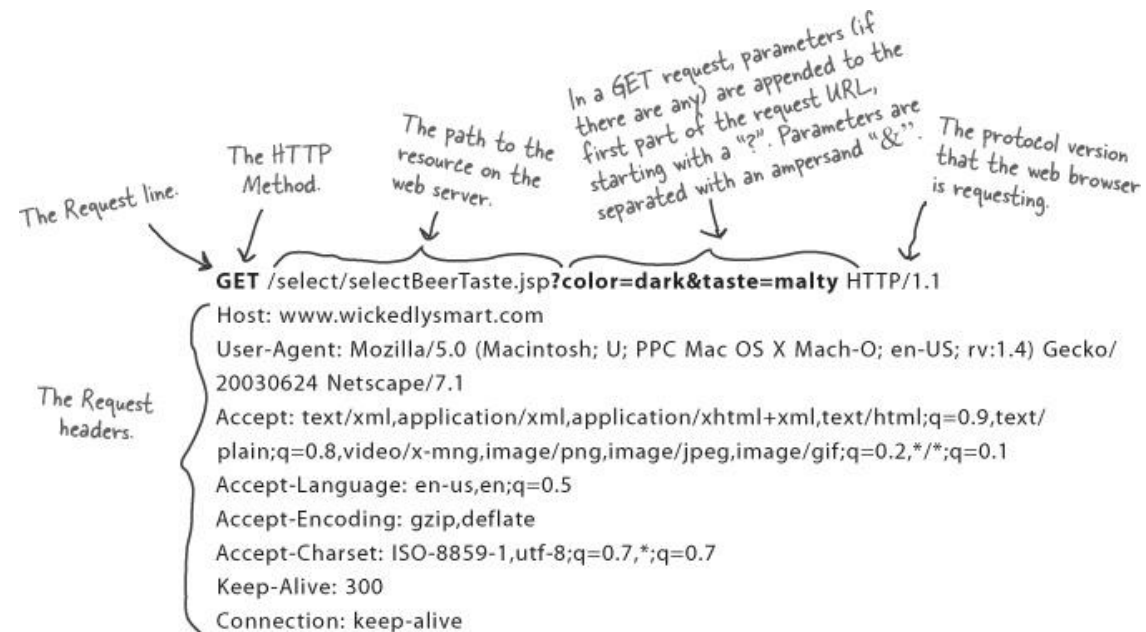 The Request line.
The HTTP
Method.
The path to the
resource on the
web server.
In a GET request, parameters (if
there are any) are appended to the
first part of the request URL,
starting with a "?". Parameters are
separated with an ampersand "&".
The protocol version
that the web browser
is requesting.
GET /select/selectBeerTaste.jsp?color=dark&taste=malty HTTP/1.1
The Request
headers.
Host: www.wickedlysmart.com
User-Agent: Mozilla/5.0 (Macintosh; U; PPC Mac OS X Mach-O; en-US; rv:1.4) Gecko/
20030624 Netscape/7.1
Accept: text/xml,application/xml,application/xhtml+xml,text/html;q=0.9,text/
plain;q=0.8,video/x-mng,image/png,image/jpeg,image/gif;q=0.2,*/*;q=0.1
Accept-Language: en-us,en;q=0.5
Accept-Encoding: gzip,deflate
Accept-Charset: ISO-8859-1,utf-8;q=0.7,*;q=0.7
Keep-Alive: 300
Connection: keep-alive